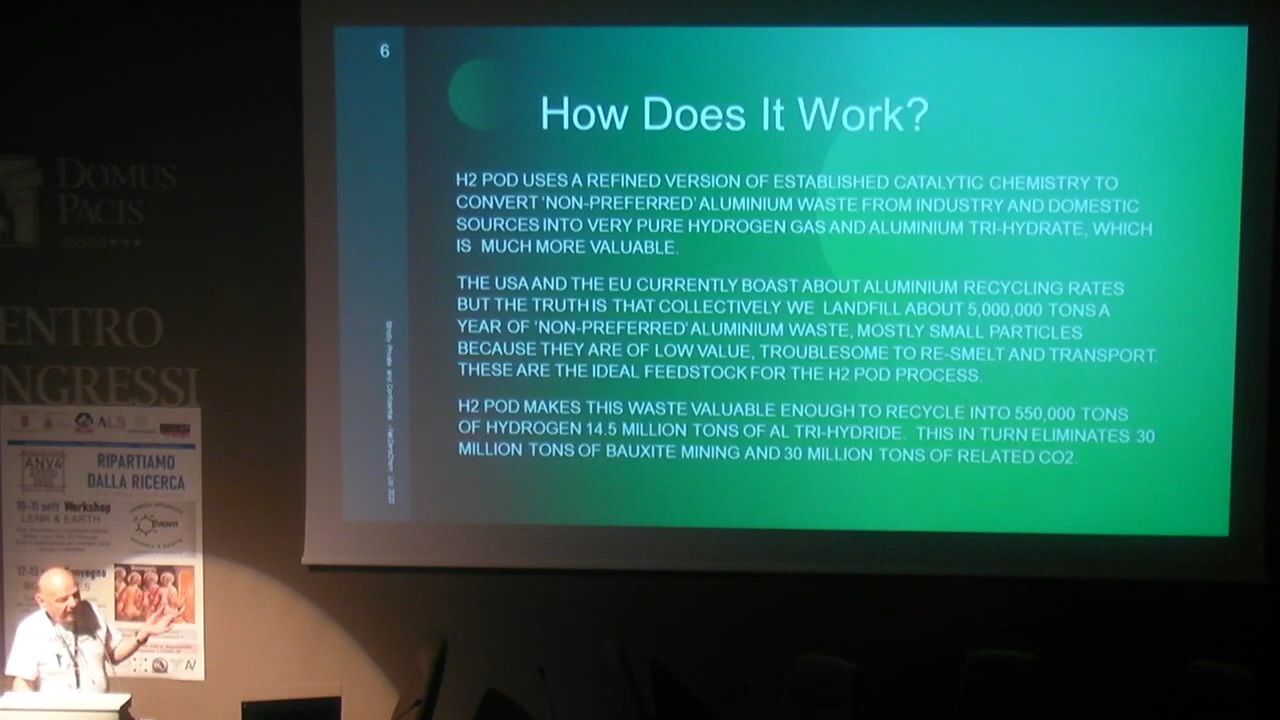 6
How Does It Work?
H2 POD USES A REFINED VERSION OF ESTABLISHED CATALYTIC CHEMISTRY TO
CONVERT 'NON-PREFERRED' ALUMINIUM WASTE FROM INDUSTRY AND DOMESTIC
SOURCES INTO VERY PURE HYDROGEN GAS AND ALUMINIUM TRI-HYDRATE, WHICH
IS MUCH MORE VALUABLE.
THE USA AND THE EU CURRENTLY BOAST ABOUT ALUMINIUM RECYCLING RATES
BUT THE TRUTH IS THAT COLLECTIVELY WE LANDFILL ABOUT 5,000,000 TONS A
YEAR OF 'NON-PREFERRED' ALUMINIUM WASTE, MOSTLY SMALL PARTICLES
BECAUSE THEY ARE OF LOW VALUE, TROUBLESOME TO RE-SMELT AND TRANSPORT.
THESE ARE THE IDEAL FEEDSTOCK FOR THE H2 POD PROCESS.
H2 POD MAKES THIS WASTE VALUABLE ENOUGH TO RECYCLE INTO 550,000 TONS
OF HYDROGEN 14.5 MILLION TONS OF AL TRI-HYDRIDE. THIS IN TURN ELIMINATES 30
MILLION TONS OF BAUXITE MINING AND 30 MILLION TONS OF RELATED CO2.
DOMUS
PACIS
ENTRO
NGRESSI
ALS
ANV4
RIPARTIAMO
DALLA RICERCA
10-11 sett Workshop
LENR & EARTH
EVENTI